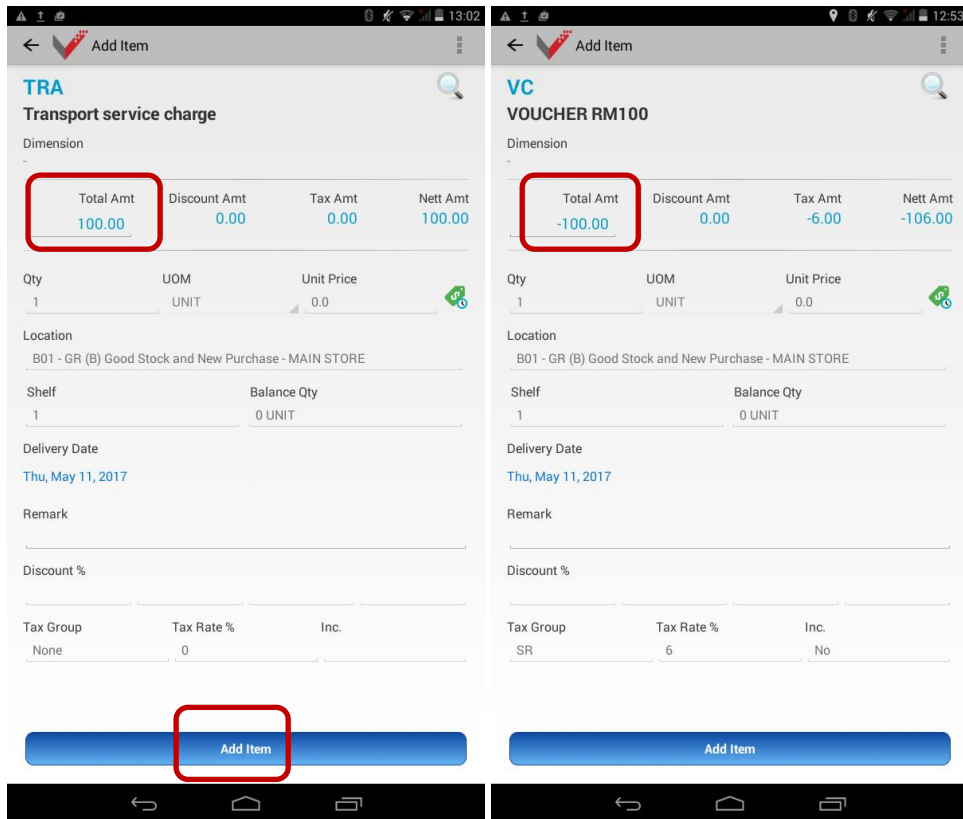 13:02
Add Item
TRA
Transport service charge
Dimension
-
Total Amt Discount Amt Tax Amt Nett Amt
100.00 0.00 0.00 100.00
Qty UOM Unit Price
1 UNIT 0.0
Location
B01 - GR (B) Good Stock and New Purchase - MAIN STORE
Shelf Balance Qty
1 0 UNIT
Delivery Date
Thu, May 11, 2017
Remark
Discount %
Tax Group Tax Rate % Inc.
None 0
Add Item
12:53
Add Item
VC
VOUCHER RM100
Dimension
-
Total Amt Discount Amt Tax Amt Nett Amt
-100.00 0.00 -6.00 -106.00
Qty UOM Unit Price
1 UNIT 0.0
Location
B01 - GR (B) Good Stock and New Purchase - MAIN STORE
Shelf Balance Qty
1 0 UNIT
Delivery Date
Thu, May 11, 2017
Remark
Discount %
Tax Group Tax Rate % Inc.
SR 6 No
Add Item